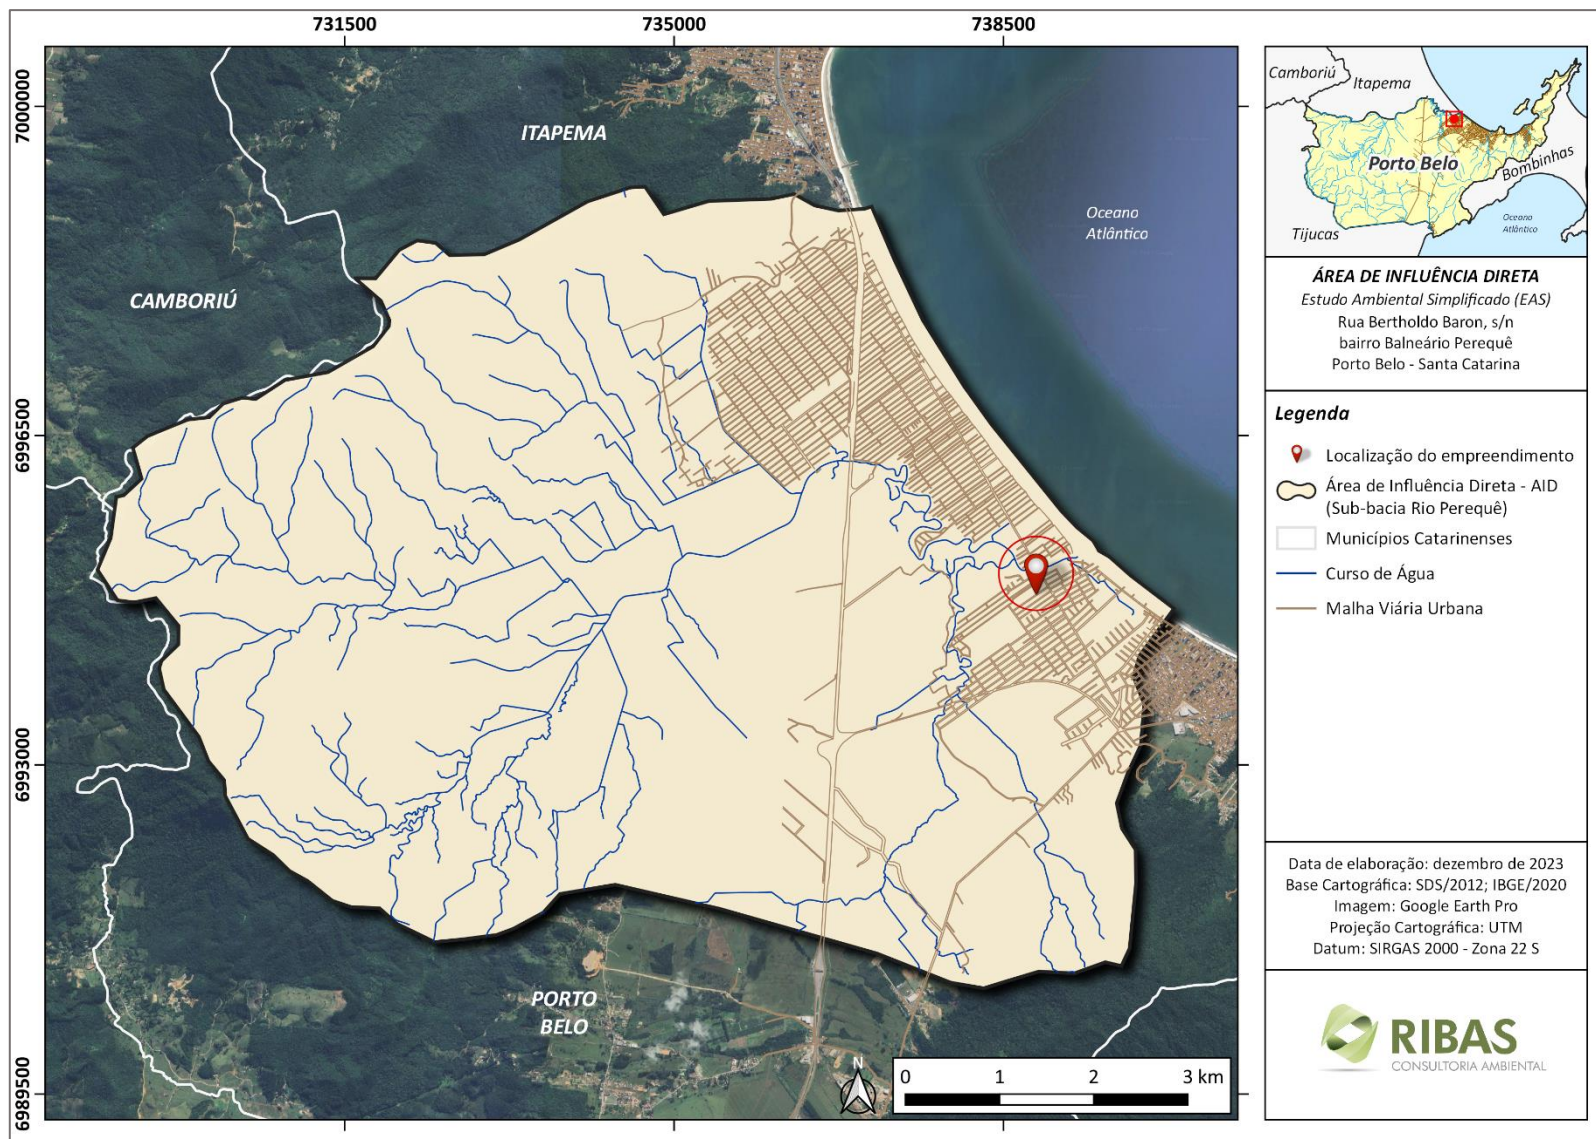 731500
735000
738500
7000000
6996500
6993000
6989500
ITAPEMA
CAMBORIÚ
Oceano
Atlântico
PORTO
BELO
N
0 1 2 3 km
Camboriú
Itapema
Porto Belo
Bombinhas
Tijucas
Oceano
Atlântico
ÁREA DE INFLUÊNCIA DIRETA
Estudo Ambiental Simplificado (EAS)
Rua Bertholdo Baron, s/n
bairro Balneário Perequê
Porto Belo - Santa Catarina
Legenda
Localização do empreendimento
Área de Influência Direta - AID
(Sub-bacia Rio Perequê)
Municípios Catarinenses
Curso de Água
Malha Viária Urbana
Data de elaboração: dezembro de 2023
Base Cartográfica: SDS/2012; IBGE/2020
Imagem: Google Earth Pro
Projeção Cartográfica: UTM
Datum: SIRGAS 2000 - Zona 22 S
RIBAS
CONSULTORIA AMBIENTAL